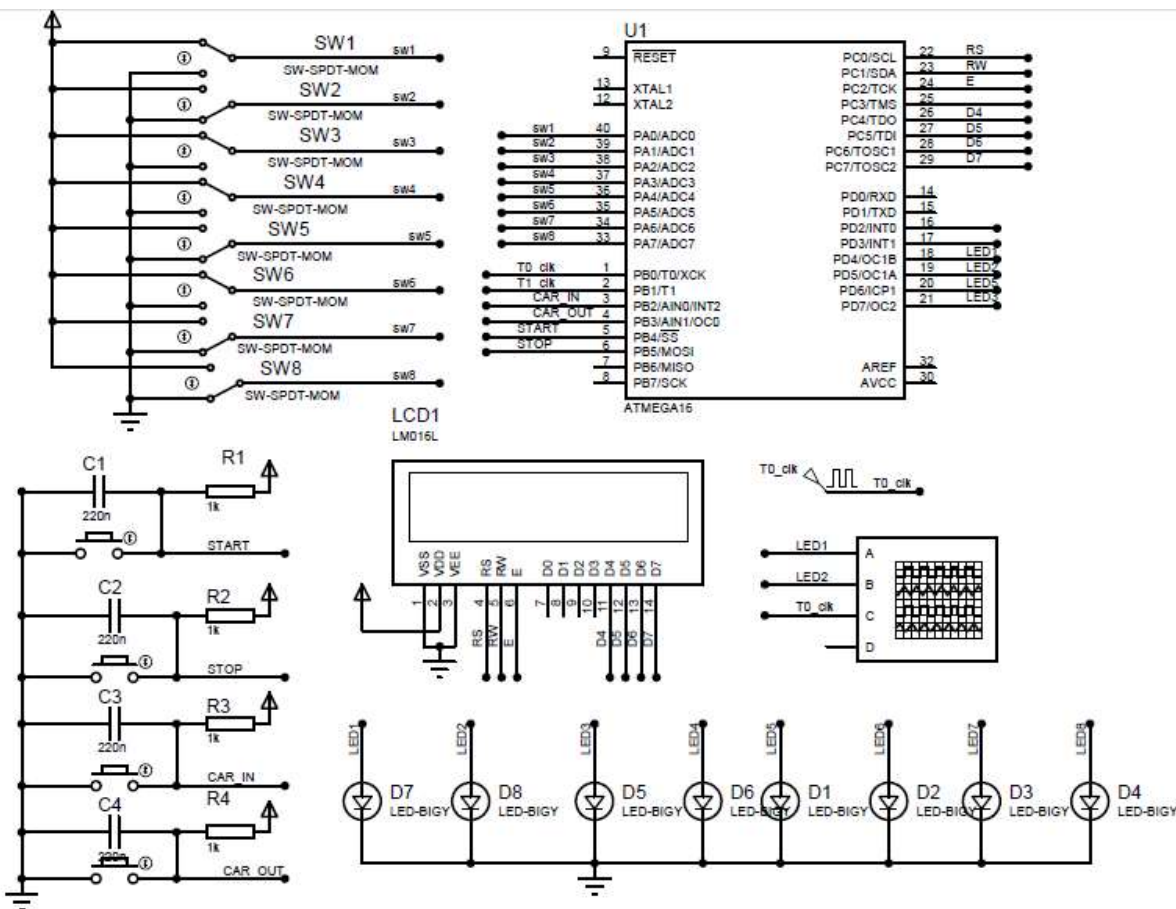 SW1
sw1
SW-SPDT-MOM
SW2
sw2
SW-SPDT-MOM
SW3
sw3
SW-SPDT-MOM
SW4
sw4
SW-SPDT-MOM
SW5
sw5
SW-SPDT-MOM
SW6
sw6
SW-SPDT-MOM
SW7
sw7
SW-SPDT-MOM
SW8
sw8
SW-SPDT-MOM
U1
9 RESET
13 XTAL1
12 XTAL2
sw1 40 PA0/ADC0
sw2 39 PA1/ADC1
sw3 38 PA2/ADC2
sw4 37 PA3/ADC3
sw5 36 PA4/ADC4
sw6 35 PA5/ADC5
sw7 34 PA6/ADC6
sw8 33 PA7/ADC7
T0_clk 1 PB0/T0/XCK
T1_clk 2 PB1/T1
CAR_IN 3 PB2/AIN0/INT2
CAR_OUT 4 PB3/AIN1/OC0
START 5 PB4/SS
STOP 6 PB5/MOSI
7 PB6/MISO
8 PB7/SCK
PC0/SCL 22 RS
PC1/SDA 23 RW
PC2/TCK 24 E
PC3/TMS 25
PC4/TDO 26 D4
PC5/TDI 27 D5
PC6/TOSC1 28 D6
PC7/TOSC2 29 D7
PD0/RXD 14
PD1/TXD 15
PD2/INT0 16
PD3/INT1 17
PD4/OC1B 18 LED1
PD5/OC1A 19 LED2
PD6/ICP1 20 LED5
PD7/OC2 21 LED3
AREF 32
AVCC 30
ATMEGA16
C1
220n
R1
1k
START
C2
220n
R2
1k
STOP
C3
220n
R3
1k
CAR_IN
C4
220n
R4
1k
CAR_OUT
LCD1
LM016L
VSS VDD VEE RS RW E D0 D1 D2 D3 D4 D5 D6 D7
1 2 3 4 5 6 7 8 9 10 11 12 13 14
RS RW E D4 D5 D6 D7
T0_clk T0_clk
LED1 A
LED2 B
T0_clk C
D
LED1 LED2 LED3 LED4 LED5 LED6 LED7 LED8
D7 D8 D5 D6 D1 D2 D3 D4
LED-BIGY LED-BIGY LED-BIGY LED-BIGY LED-BIGY LED-BIGY LED-BIGY LED-BIGY